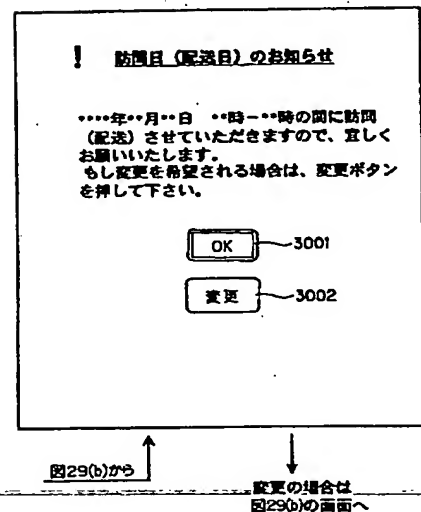 ! 訪問日（配送日）のお知らせ
••••年••月••日 ••時ー••時の間に訪問
（配送）させていただきますので、宜しく
お願いいたします。
もし変更を希望される場合は、変更ボタン
を押して下さい。
OK 3001
変更 3002
図29(b)から
変更の場合は
図29(b)の画面へ